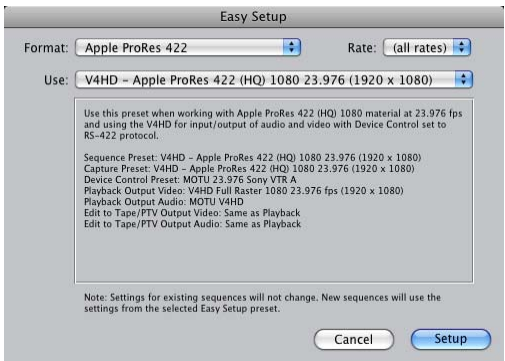 Easy Setup
Format: Apple ProRes 422 Rate: (all rates)
Use: V4HD – Apple ProRes 422 (HQ) 1080 23.976 (1920 x 1080)
Use this preset when working with Apple ProRes 422 (HQ) 1080 material at 23.976 fps
and using the V4HD for input/output of audio and video with Device Control set to
RS-422 protocol.
Sequence Preset: V4HD – Apple ProRes 422 (HQ) 1080 23.976 (1920 x 1080)
Capture Preset: V4HD – Apple ProRes 422 (HQ) 1080 23.976 (1920 x 1080)
Device Control Preset: MOTU 23.976 Sony VTR A
Playback Output Video: V4HD Full Raster 1080 23.976 fps (1920 x 1080)
Playback Output Audio: MOTU V4HD
Edit to Tape/PTV Output Video: Same as Playback
Edit to Tape/PTV Output Audio: Same as Playback
Note: Settings for existing sequences will not change. New sequences will use the
settings from the selected Easy Setup preset.
Cancel Setup